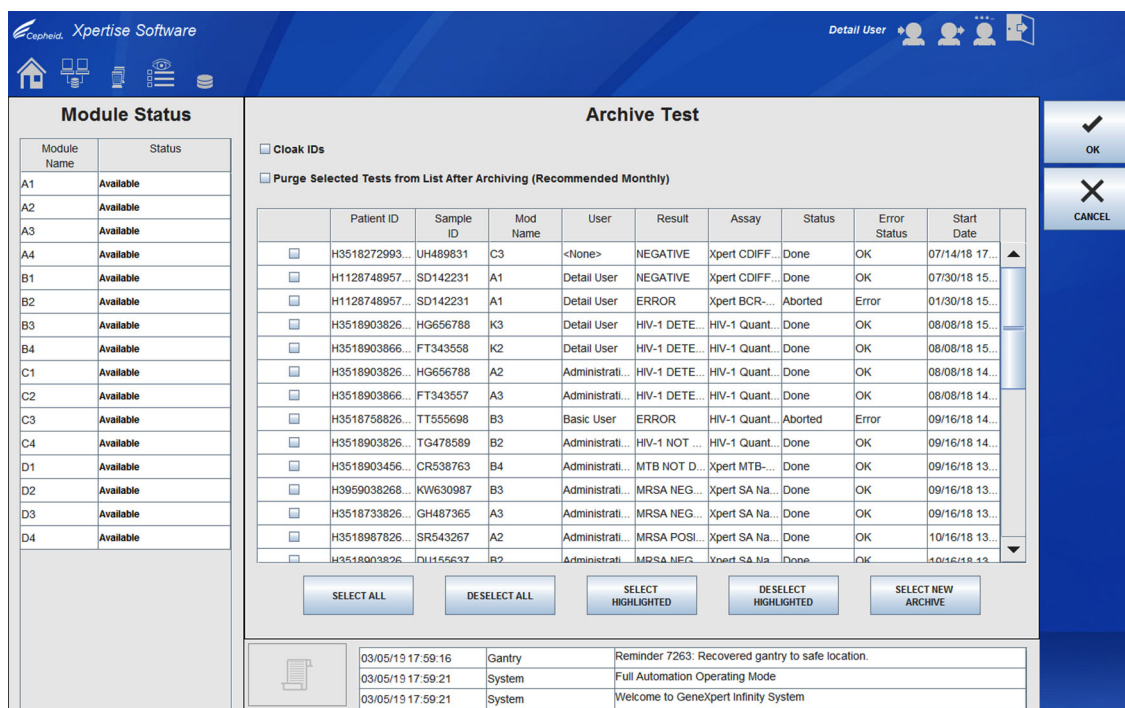 Cepheid. Xpertise Software
Detail User
Module Status
Module Name Status
A1 Available
A2 Available
A3 Available
A4 Available
B1 Available
B2 Available
B3 Available
B4 Available
C1 Available
C2 Available
C3 Available
C4 Available
D1 Available
D2 Available
D3 Available
D4 Available
Archive Test
Cloak IDs
Purge Selected Tests from List After Archiving (Recommended Monthly)
Patient ID Sample ID Mod Name User Result Assay Status Error Status Start Date
H3518272993... UH489831 C3 <None> NEGATIVE Xpert CDIFF... Done OK 07/14/18 17...
H1128748957... SD142231 A1 Detail User NEGATIVE Xpert CDIFF... Done OK 07/30/18 15...
H1128748957... SD142231 A1 Detail User ERROR Xpert BCR-... Aborted Error 01/30/18 15...
H3518903826... HG656788 K3 Detail User HIV-1 DETE... HIV-1 Quant... Done OK 08/08/18 15...
H3518903866... FT343558 K2 Detail User HIV-1 DETE... HIV-1 Quant... Done OK 08/08/18 15...
H3518903826... HG656788 A2 Administrati... HIV-1 DETE... HIV-1 Quant... Done OK 08/08/18 14...
H3518903866... FT343557 A3 Administrati... HIV-1 DETE... HIV-1 Quant... Done OK 08/08/18 14...
H3518758826... TT555698 B3 Basic User ERROR HIV-1 Quant... Aborted Error 09/16/18 14...
H3518903826... TG478589 B2 Administrati... HIV-1 NOT ... HIV-1 Quant... Done OK 09/16/18 14...
H3518903456... CR538763 B4 Administrati... MTB NOT D... Xpert MTB-... Done OK 09/16/18 13...
H3959038268... KW630987 B3 Administrati... MRSA NEG... Xpert SA Na... Done OK 09/16/18 13...
H3518733826... GH487365 A3 Administrati... MRSA NEG... Xpert SA Na... Done OK 09/16/18 13...
H3518987826... SR543267 A2 Administrati... MRSA POSI... Xpert SA Na... Done OK 10/16/18 13...
H3518903826... DU155637 B2 Administrati... MRSA NEG... Xpert SA Na... Done OK 10/16/18 13...
SELECT ALL
DESELECT ALL
SELECT HIGHLIGHTED
DESELECT HIGHLIGHTED
SELECT NEW ARCHIVE
03/05/19 17:59:16 Gantry Reminder 7263: Recovered gantry to safe location.
03/05/19 17:59:21 System Full Automation Operating Mode
03/05/19 17:59:21 System Welcome to GeneXpert Infinity System
OK
CANCEL